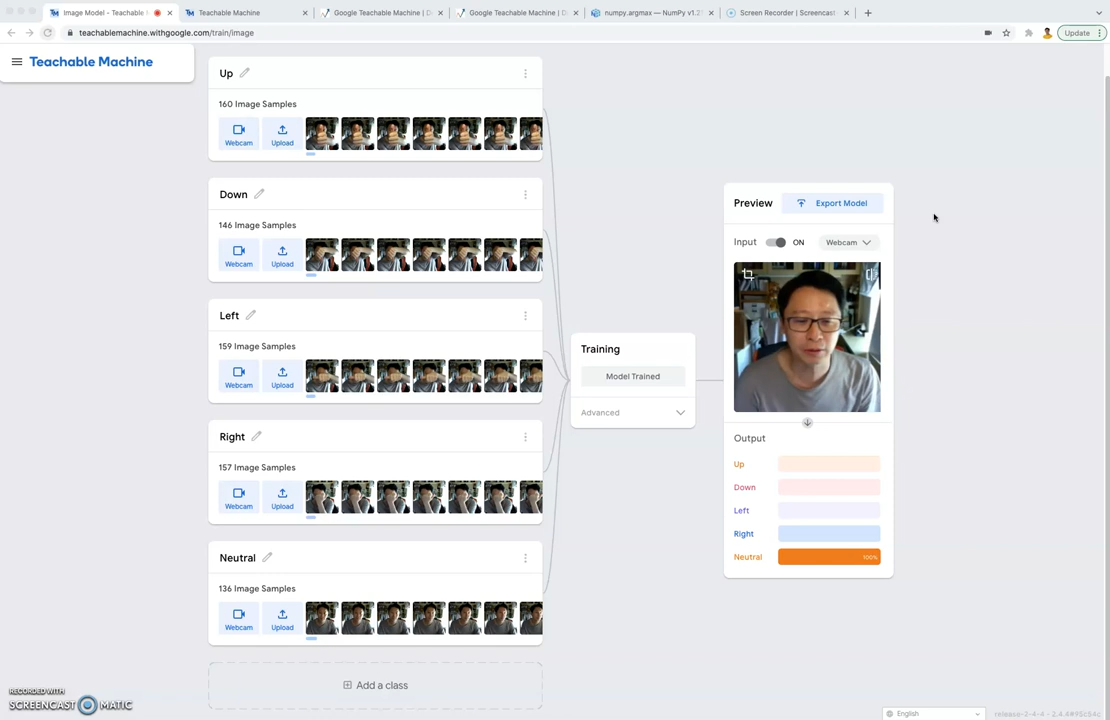 Image Model - Teachable
Teachable Machine
Google Teachable Machine | D
Google Teachable Machine | D
numpy.argmax — NumPy v1.2
Screen Recorder | Screencast
teachablemachine.withgoogle.com/train/image
Update
Teachable Machine
Up
160 Image Samples
Webcam
Upload
Down
146 Image Samples
Webcam
Upload
Left
159 Image Samples
Webcam
Upload
Right
157 Image Samples
Webcam
Upload
Neutral
136 Image Samples
Webcam
Upload
Add a class
Training
Model Trained
Advanced
Preview
Export Model
Input
ON
Webcam
Output
Up
Down
Left
Right
Neutral
100%
RECORDED WITH
SCREENCAST MATIC
English